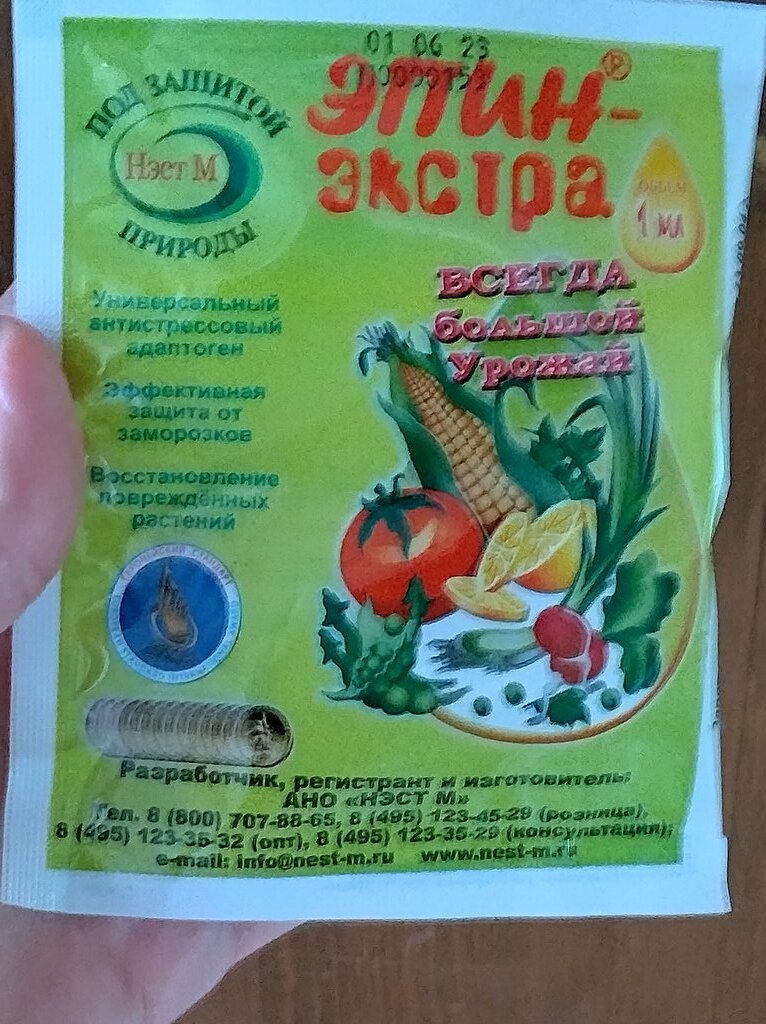 01 06 23
ЭПИН®-
экстра
ПОД ЗАЩИТОЙ
Нэст М
ПРИРОДЫ
ОБЪЕМ
1 мл
ВСЕГДА
большой
Урожай
Универсальный
антистрессовый
адаптоген
Эффективная
защита от
заморозков
Восстановление
повреждённых
растений
Разработчик, регистрант и изготовитель:
АНО «НЭСТ М»
Тел. 8 (800) 707-88-65, 8 (495) 123-45-29 (розница),
8 (495) 123-35-32 (опт), 8 (495) 123-35-29 (консультации);
e-mail: info@nest-m.ru www.nest-m.ru